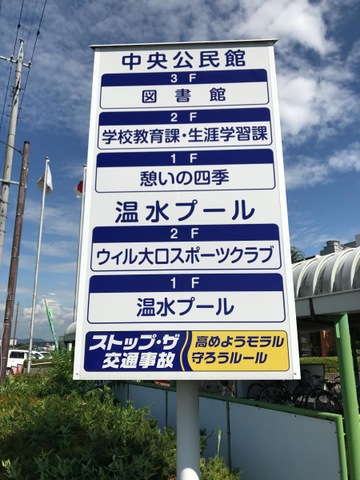 中央公民館
3F
図書館
2F
学校教育課・生涯学習課
1F
憩いの四季
温水プール
2F
ウィル大口スポーツクラブ
1F
温水プール
ストップ・ザ
交通事故
高めようモラル
守ろうルール